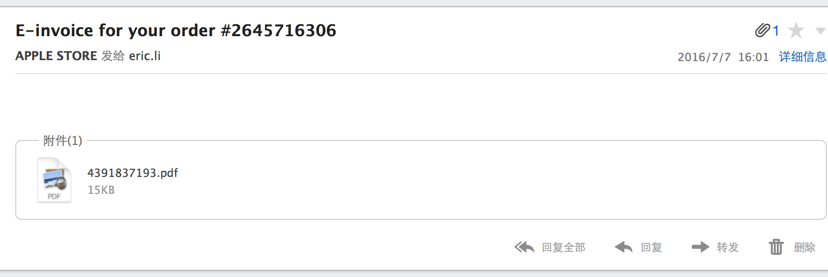 E-invoice for your order #2645716306
1
APPLE STORE 发给 eric.li
2016/7/7 16:01 详细信息
附件(1)
4391837193.pdf
PDF
15KB
回复全部 回复 转发 删除